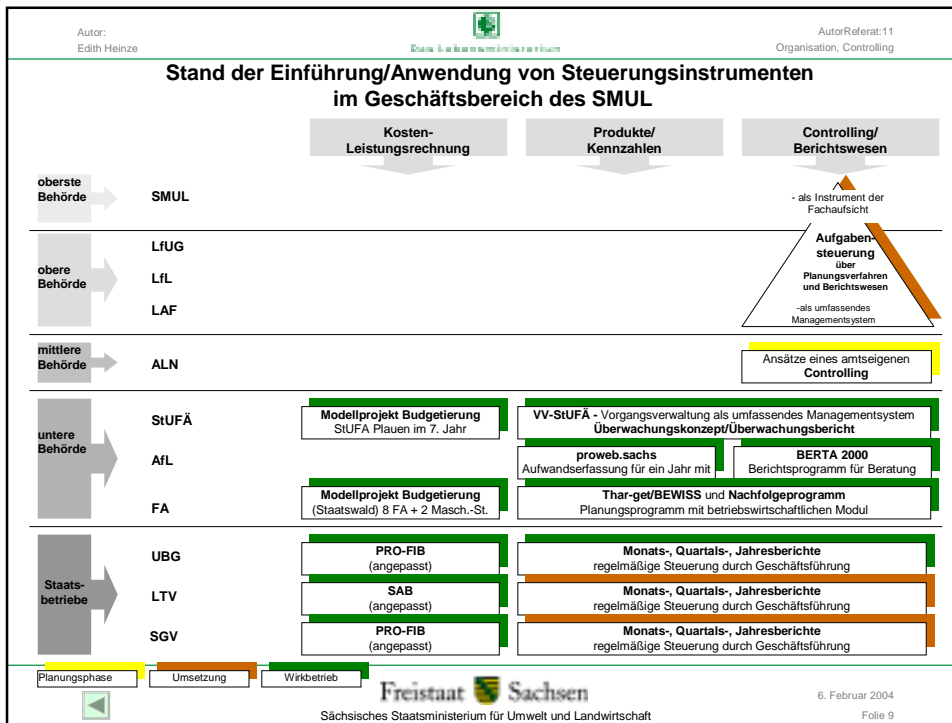 Autor:
Edith Heinze
Das Lebensministerium
AutorReferat:11
Organisation, Controlling
Stand der Einführung/Anwendung von Steuerungsinstrumenten
im Geschäftsbereich des SMUL
Kosten-
Leistungsrechnung
Produkte/
Kennzahlen
Controlling/
Berichtswesen
oberste
Behörde
SMUL
- als Instrument der
Fachaufsicht
obere
Behörde
LfUG
LfL
LAF
Aufgaben-
steuerung
über
Planungsverfahren
und Berichtswesen
-als umfassendes
Managementsystem
mittlere
Behörde
ALN
Ansätze eines amtseigenen
Controlling
untere
Behörde
StUFÄ
Modellprojekt Budgetierung
StUFA Plauen im 7. Jahr
VV-StUFÄ - Vorgangsverwaltung als umfassendes Managementsystem
Überwachungskonzept/Überwachungsbericht
AfL
proweb.sachs
Aufwandserfassung für ein Jahr mit
BERTA 2000
Berichtsprogramm für Beratung
FA
Modellprojekt Budgetierung
(Staatswald) 8 FA + 2 Masch.-St.
Thar-get/BEWISS und Nachfolgeprogramm
Planungsprogramm mit betriebswirtschaftlichen Modul
Staats-
betriebe
UBG
PRO-FIB
(angepasst)
Monats-, Quartals-, Jahresberichte
regelmäßige Steuerung durch Geschäftsführung
LTV
SAB
(angepasst)
Monats-, Quartals-, Jahresberichte
regelmäßige Steuerung durch Geschäftsführung
SGV
PRO-FIB
(angepasst)
Monats-, Quartals-, Jahresberichte
regelmäßige Steuerung durch Geschäftsführung
Planungsphase
Umsetzung
Wirkbetrieb
Freistaat Sachsen
Sächsisches Staatsministerium für Umwelt und Landwirtschaft
6. Februar 2004
Folie 9